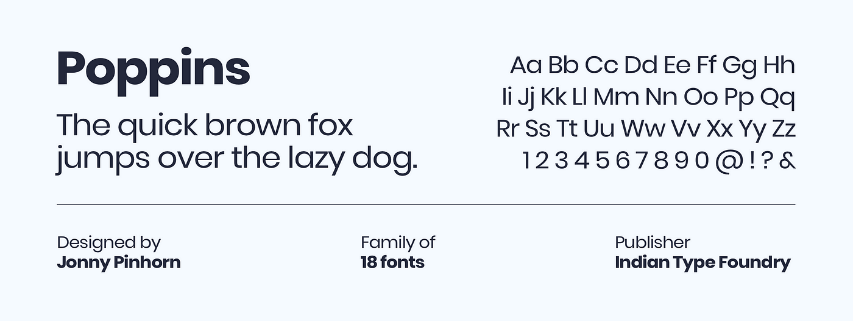 Poppins
The quick brown fox
jumps over the lazy dog.
Aa Bb Cc Dd Ee Ff Gg Hh
Ii Jj Kk Ll Mm Nn Oo Pp Qq
Rr Ss Tt Uu Ww Vv Xx Yy Zz
1 2 3 4 5 6 7 8 9 0 @ ! ? &
Designed by
Jonny Pinhorn
Family of
18 fonts
Publisher
Indian Type Foundry